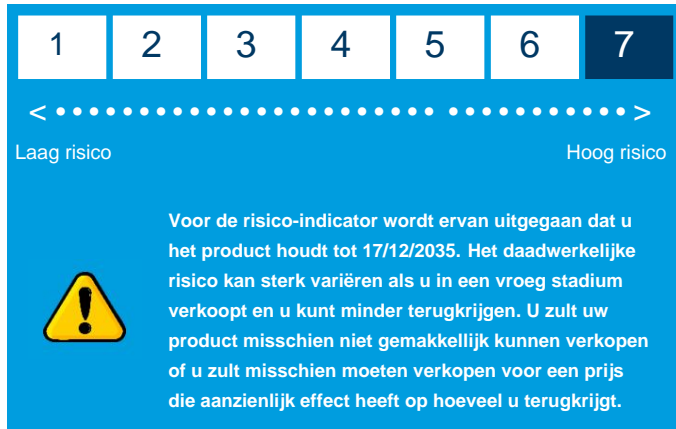 1 2 3 4 5 6 7
< >
Laag risico Hoog risico
Voor de risico-indicator wordt ervan uitgegaan dat u
het product houdt tot 17/12/2035. Het daadwerkelijke
risico kan sterk variëren als u in een vroeg stadium
verkoopt en u kunt minder terugkrijgen. U zult uw
product misschien niet gemakkellijk kunnen verkopen
of u zult misschien moeten verkopen voor een prijs
die aanzienlijk effect heeft op hoeveel u terugkrijgt.